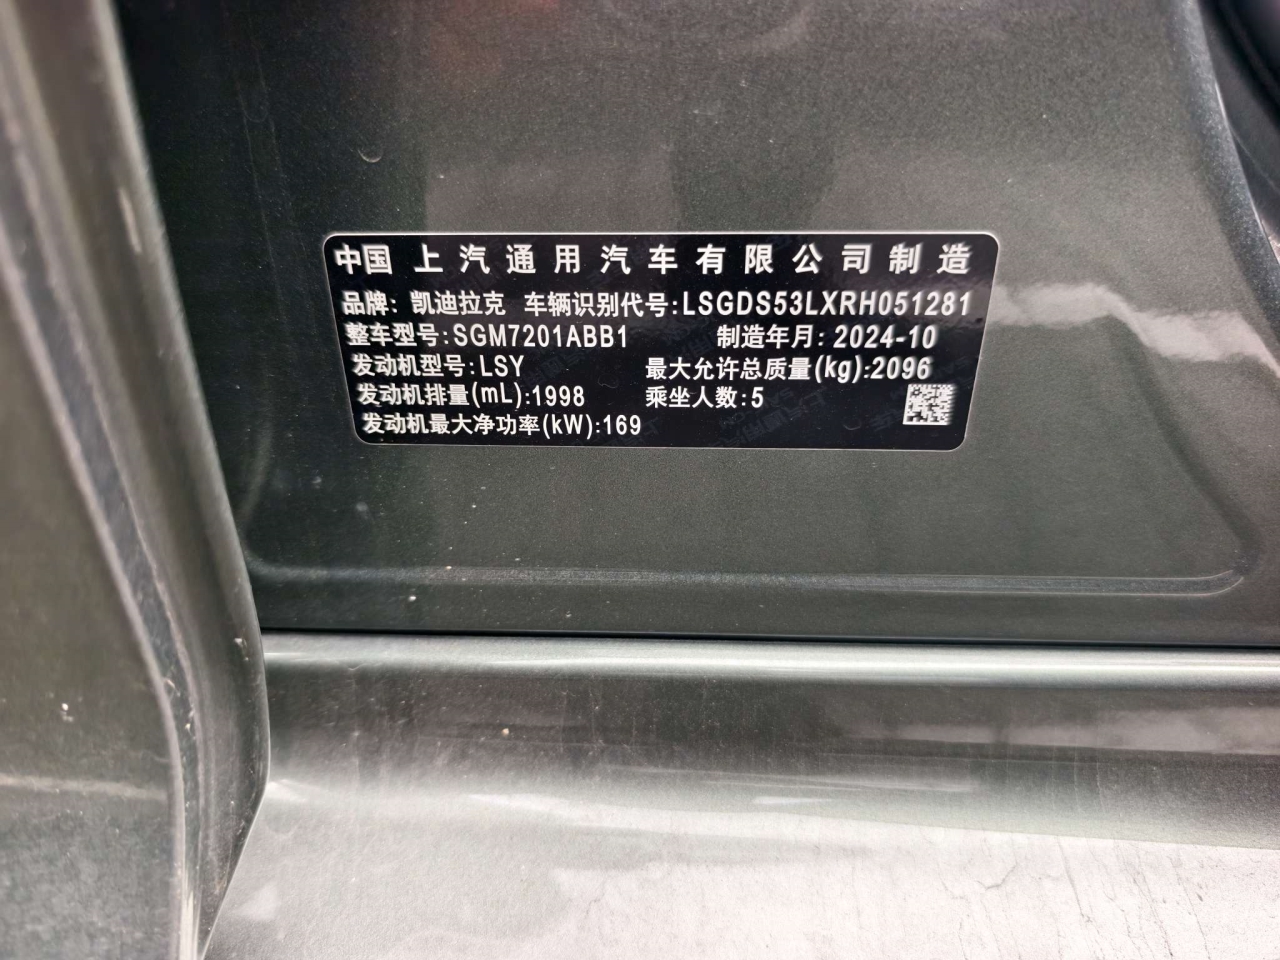 中国 上汽通用汽车有限公司制造
品牌: 凯迪拉克 车辆识别代号:LSGDS53LXRH051281
整车型号:SGM7201ABB1 制造年月: 2024-10
发动机型号:LSY 最大允许总质量(kg):2096
发动机排量(mL):1998 乘坐人数:5
发动机最大净功率(kW):169